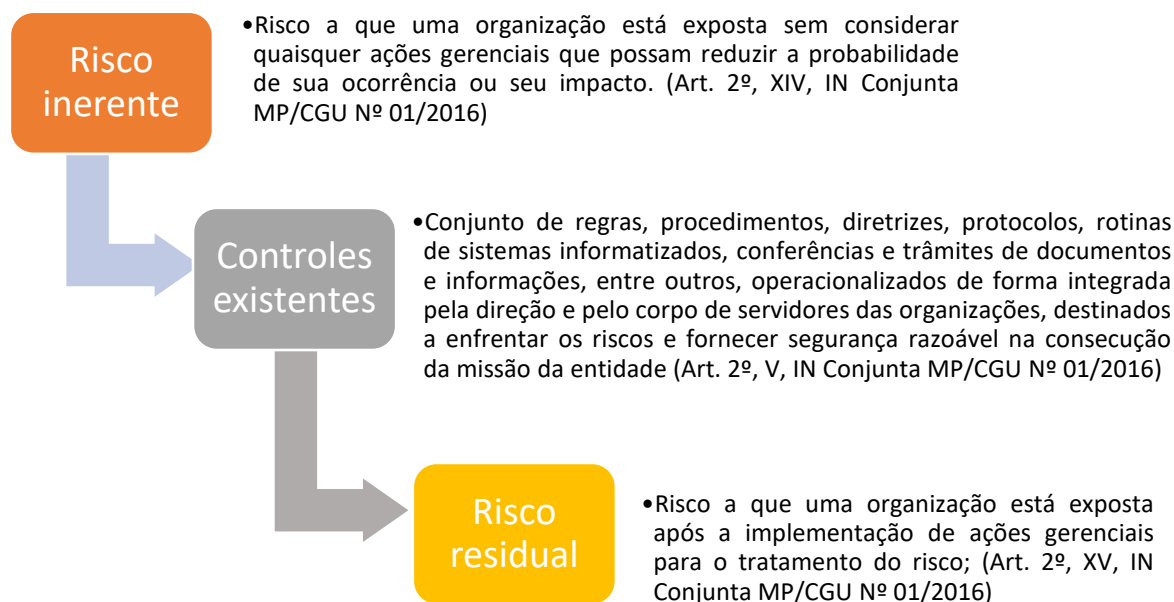 Risco
inerente
•Risco a que uma organização está exposta sem considerar
quaisquer ações gerenciais que possam reduzir a probabilidade
de sua ocorrência ou seu impacto. (Art. 2º, XIV, IN Conjunta
MP/CGU Nº 01/2016)
Controles
existentes
•Conjunto de regras, procedimentos, diretrizes, protocolos, rotinas
de sistemas informatizados, conferências e trâmites de documentos
e informações, entre outros, operacionalizados de forma integrada
pela direção e pelo corpo de servidores das organizações, destinados
a enfrentar os riscos e fornecer segurança razoável na consecução
da missão da entidade (Art. 2º, V, IN Conjunta MP/CGU Nº 01/2016)
Risco
residual
•Risco a que uma organização está exposta
após a implementação de ações gerenciais
para o tratamento do risco; (Art. 2º, XV, IN
Conjunta MP/CGU Nº 01/2016)